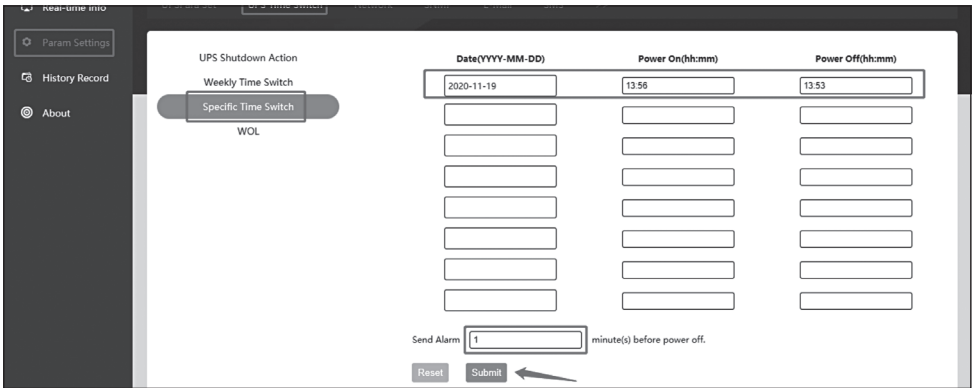 Real-time Info
UPS Time Switch
Param Settings
History Record
About
UPS Shutdown Action
Weekly Time Switch
Specific Time Switch
WOL
Date(YYYY-MM-DD) Power On(hh:mm) Power Off(hh:mm)
2020-11-19 13:56 13:53
Send Alarm 1 minute(s) before power off.
Reset Submit